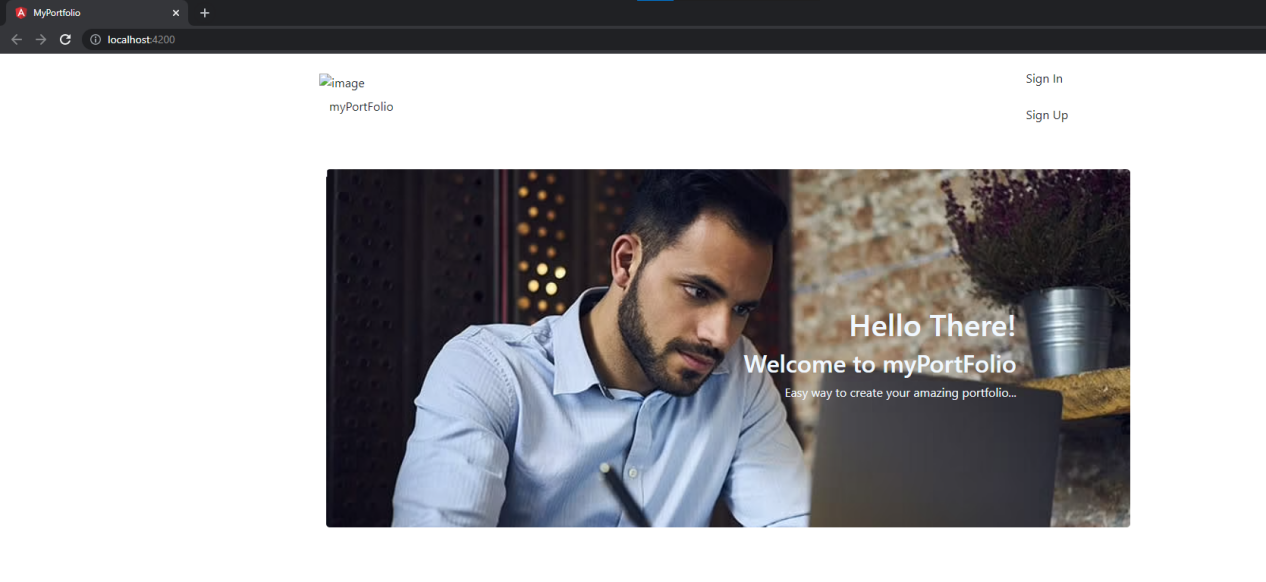 MyPortfolio
localhost:4200
image
myPortFolio
Sign In
Sign Up
Hello There!
Welcome to myPortFolio
Easy way to create your amazing portfolio...